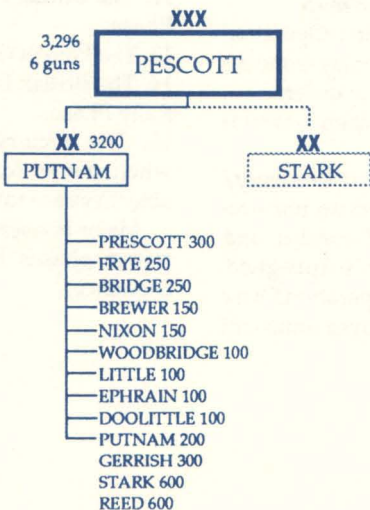 XXX
3,296
6 guns
PESCOTT
XX 3200
PUTNAM
XX
STARK
PRESCOTT 300
FRYE 250
BRIDGE 250
BREWER 150
NIXON 150
WOODBRIDGE 100
LITTLE 100
EPHRAIN 100
DOOLITTLE 100
PUTNAM 200
GERRISH 300
STARK 600
REED 600